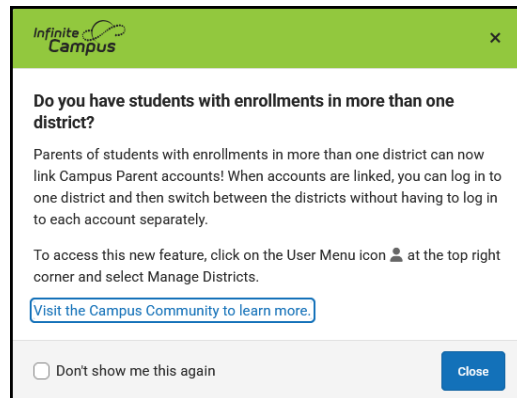 Infinite
Campus
×
Do you have students with enrollments in more than one
district?
Parents of students with enrollments in more than one district can now
link Campus Parent accounts! When accounts are linked, you can log in to
one district and then switch between the districts without having to log in
to each account separately.
To access this new feature, click on the User Menu icon at the top right
corner and select Manage Districts.
Visit the Campus Community to learn more.
Don't show me this again
Close